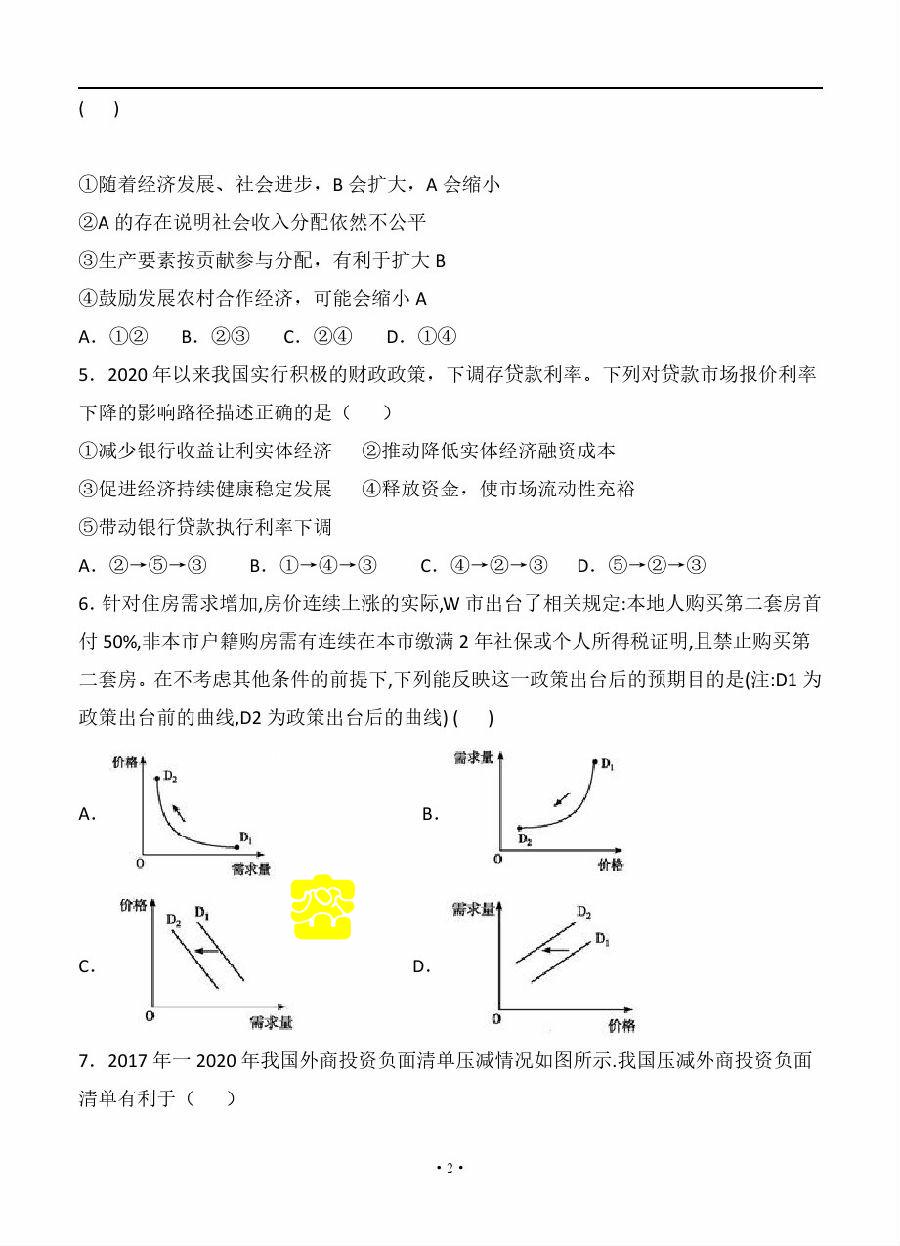 (      )
①随着经济发展、社会进步，B 会扩大，A 会缩小
②A 的存在说明社会收入分配依然不公平
③生产要素按贡献参与分配，有利于扩大 B
④鼓励发展农村合作经济，可能会缩小 A
A．①②  B．②③  C．②④  D．①④
5．2020 年以来我国实行积极的财政政策，下调存贷款利率。下列对贷款市场报价利率
下降的影响路径描述正确的是（  ）
①减少银行收益让利实体经济  ②推动降低实体经济融资成本
③促进经济持续健康稳定发展  ④释放资金，使市场流动性充裕
⑤带动银行贷款执行利率下调
A．②→⑤→③  B．①→④→③  C．④→②→③  D．⑤→②→③
6．针对住房需求增加,房价连续上涨的实际,W 市出台了相关规定:本地人购买第二套房首
付 50%,非本市户籍购房需有连续在本市缴满 2 年社保或个人所得税证明,且禁止购买第
二套房。在不考虑其他条件的前提下,下列能反映这一政策出台后的预期目的是(注:D1 为
政策出台前的曲线,D2 为政策出台后的曲线) (  )
A．
价格
D₂
D₁
O
需求量
B．
需求量
D₁
D₂
O
价格
C．
价格
D₂ D₁
O
需求量
D．
需求量
D₂
D₁
O
价格
7．2017 年一 2020 年我国外商投资负面清单压减情况如图所示.我国压减外商投资负面
清单有利于（  ）
· 2 ·